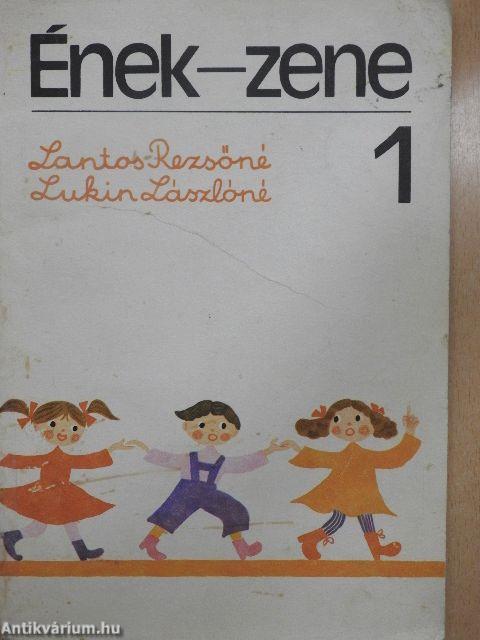 Ének–zene
1
Lantos Rezsőné
Lukin Lászlóné
Antikvárium.hu